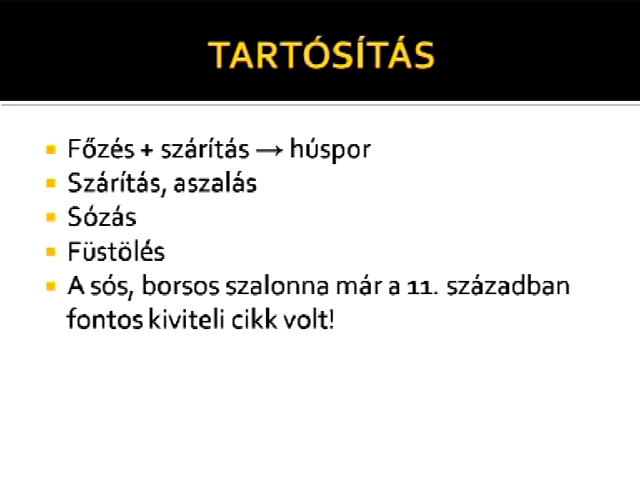 TARTÓSÍTÁS
Főzés + szárítás → húspor
Szárítás, aszalás
Sózás
Füstölés
A sós, borsos szalonna már a 11. században
fontos kiviteli cikk volt!